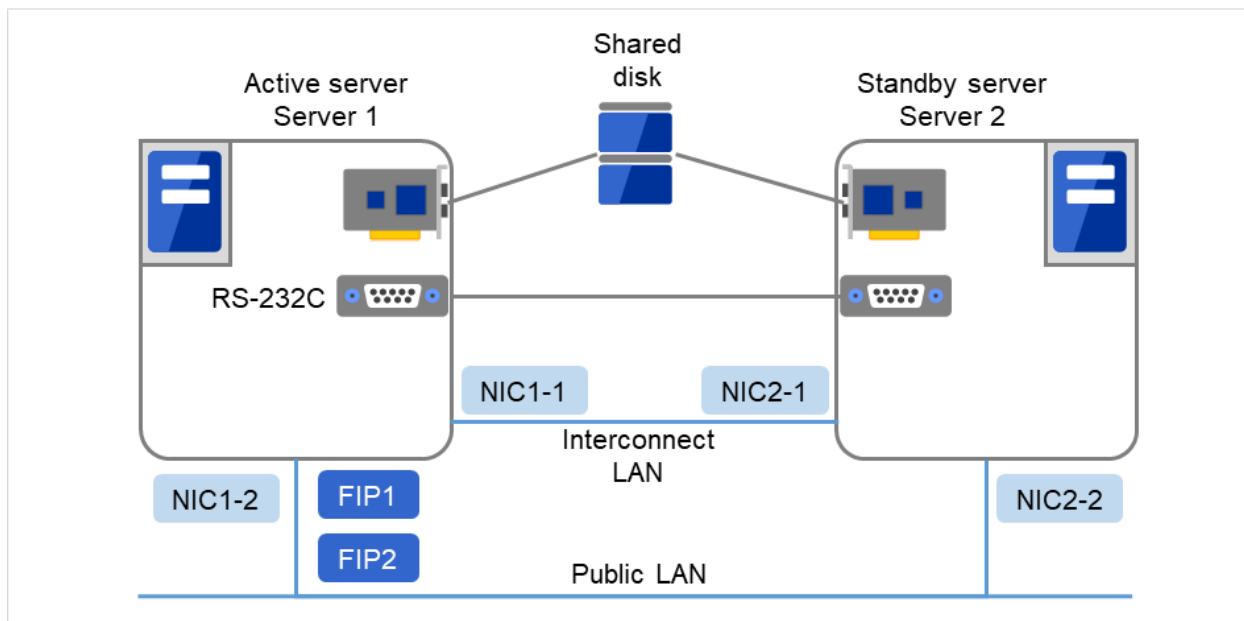 Shared
disk
Active server
Server 1
Standby server
Server 2
RS-232C
NIC1-1
NIC2-1
Interconnect
LAN
NIC1-2
FIP1
NIC2-2
FIP2
Public LAN